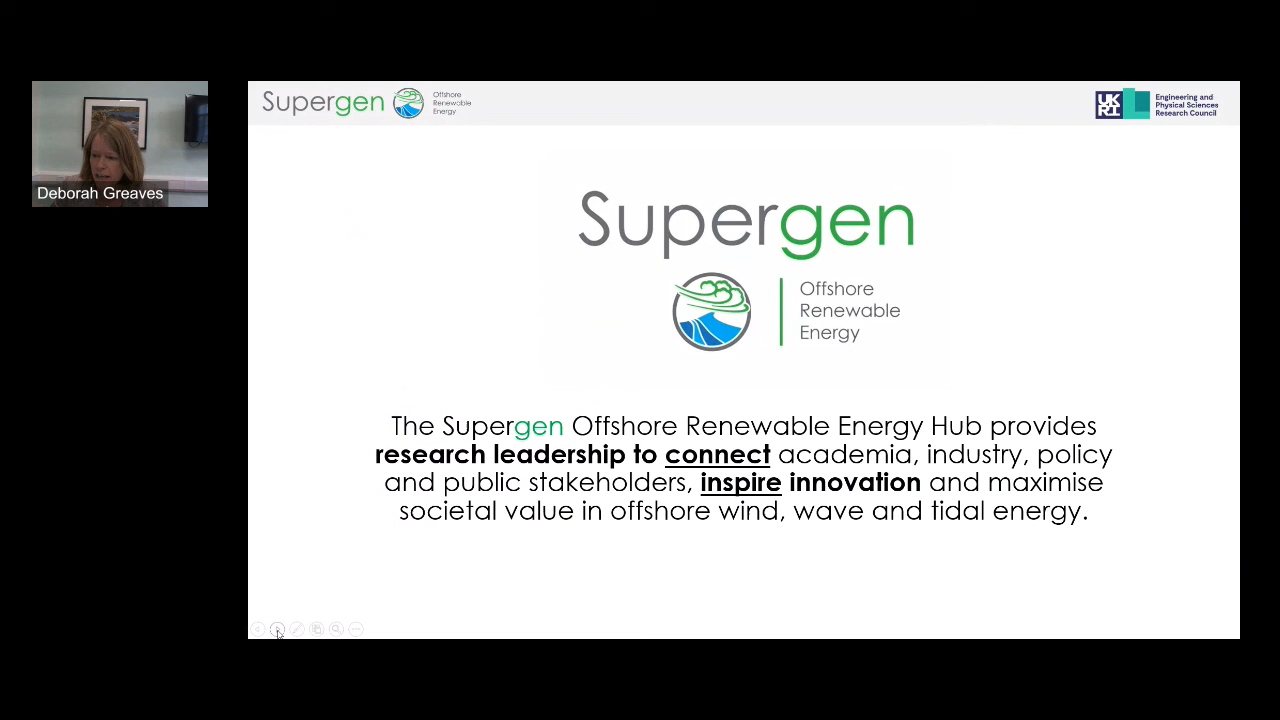 Supergen
Offshore
Renewable
Energy
UK
RI
Engineering and
Physical Sciences
Research Council
Deborah Greaves
Supergen
Offshore
Renewable
Energy
The Supergen Offshore Renewable Energy Hub provides
research leadership to connect academia, industry, policy
and public stakeholders, inspire innovation and maximise
societal value in offshore wind, wave and tidal energy.